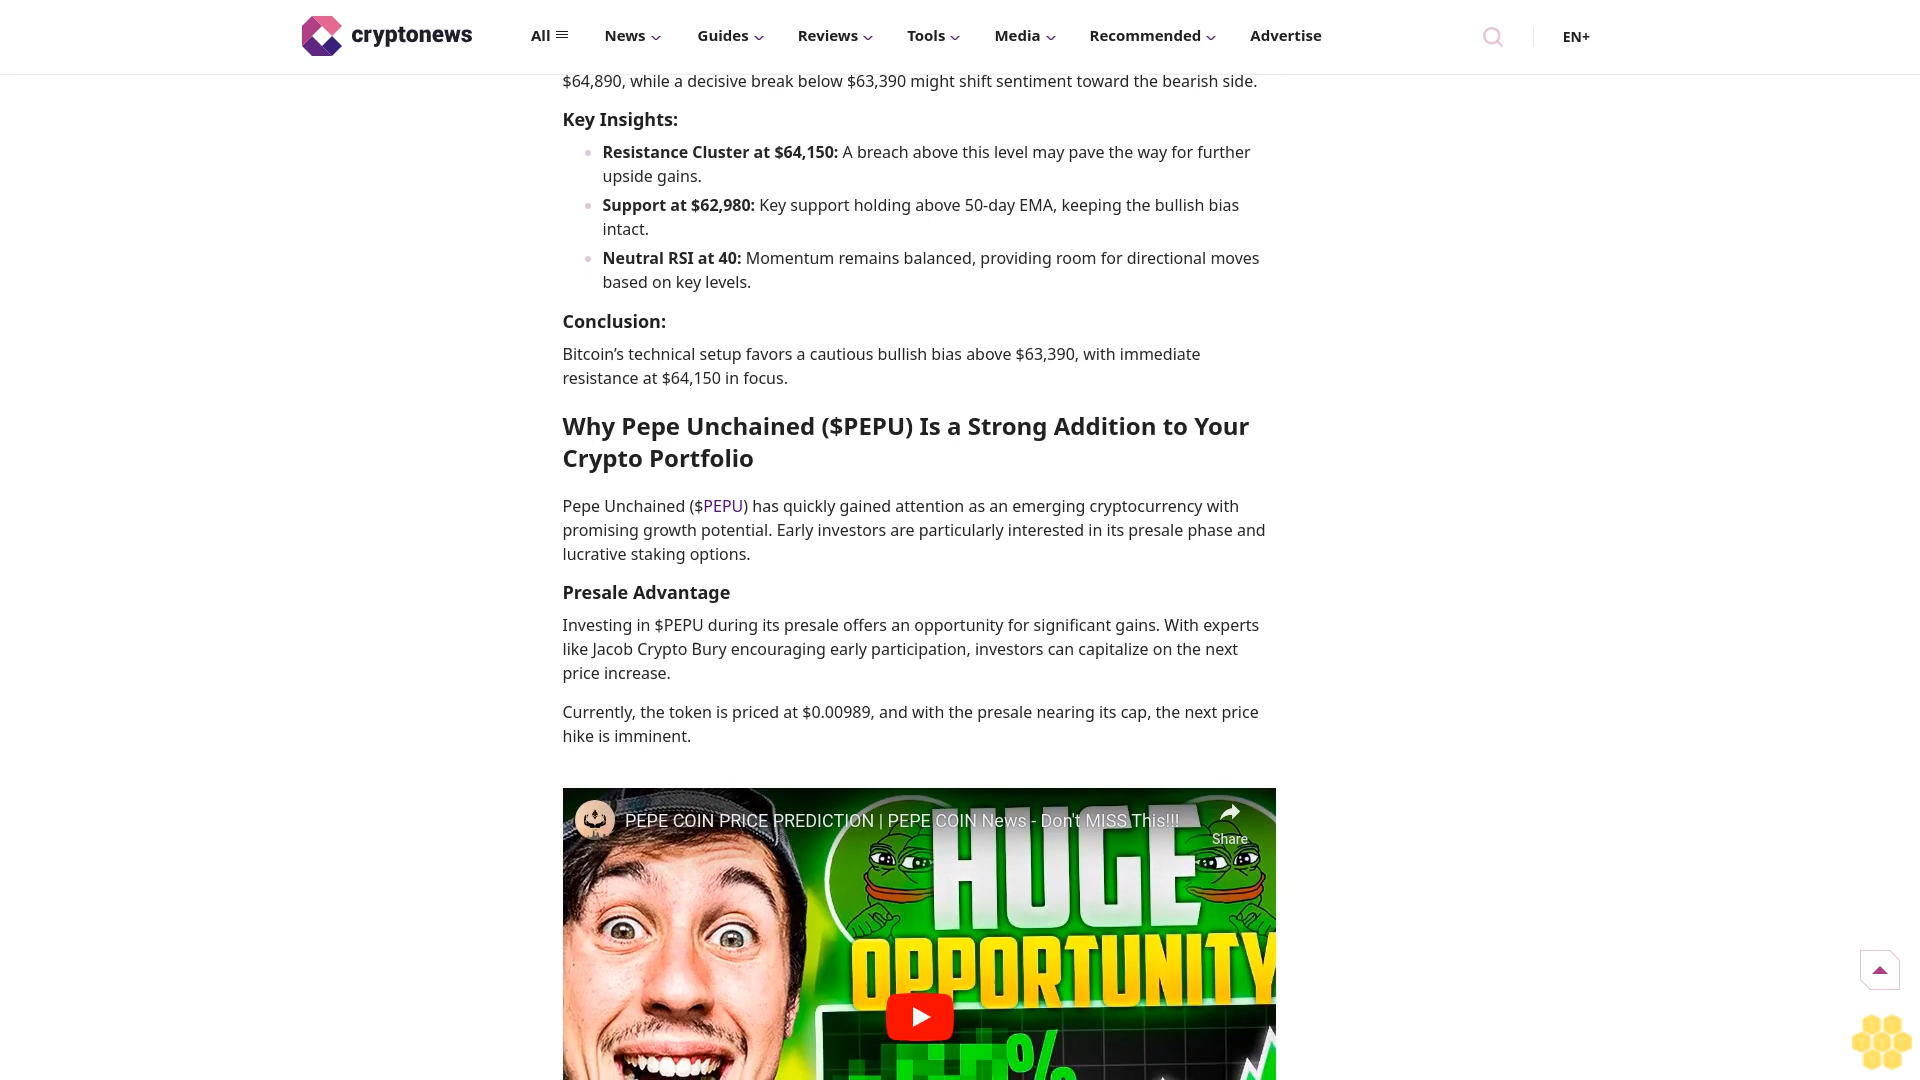 cryptonews
All
News
Guides
Reviews
Tools
Media
Recommended
Advertise
EN+
$64,890, while a decisive break below $63,390 might shift sentiment toward the bearish side.
Key Insights:
Resistance Cluster at $64,150: A breach above this level may pave the way for further
upside gains.
Support at $62,980: Key support holding above 50-day EMA, keeping the bullish bias
intact.
Neutral RSI at 40: Momentum remains balanced, providing room for directional moves
based on key levels.
Conclusion:
Bitcoin’s technical setup favors a cautious bullish bias above $63,390, with immediate
resistance at $64,150 in focus.
Why Pepe Unchained ($PEPU) Is a Strong Addition to Your
Crypto Portfolio
Pepe Unchained ($PEPU) has quickly gained attention as an emerging cryptocurrency with
promising growth potential. Early investors are particularly interested in its presale phase and
lucrative staking options.
Presale Advantage
Investing in $PEPU during its presale offers an opportunity for significant gains. With experts
like Jacob Crypto Bury encouraging early participation, investors can capitalize on the next
price increase.
Currently, the token is priced at $0.00989, and with the presale nearing its cap, the next price
hike is imminent.
PEPE COIN PRICE PREDICTION | PEPE COIN News - Don't MISS This!!!
Share
HUGE
OPPORTUNITY
%